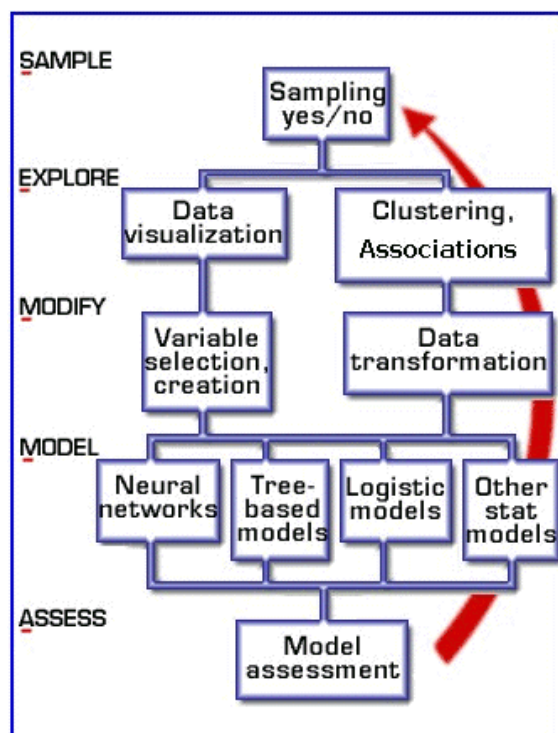 SAMPLE
Sampling
yes/no
EXPLORE
Data
visualization
Clustering,
Associations
MODIFY
Variable
selection,
creation
Data
transformation
MODEL
Neural
networks
Tree-
based
models
Logistic
models
Other
stat
models
ASSESS
Model
assessment